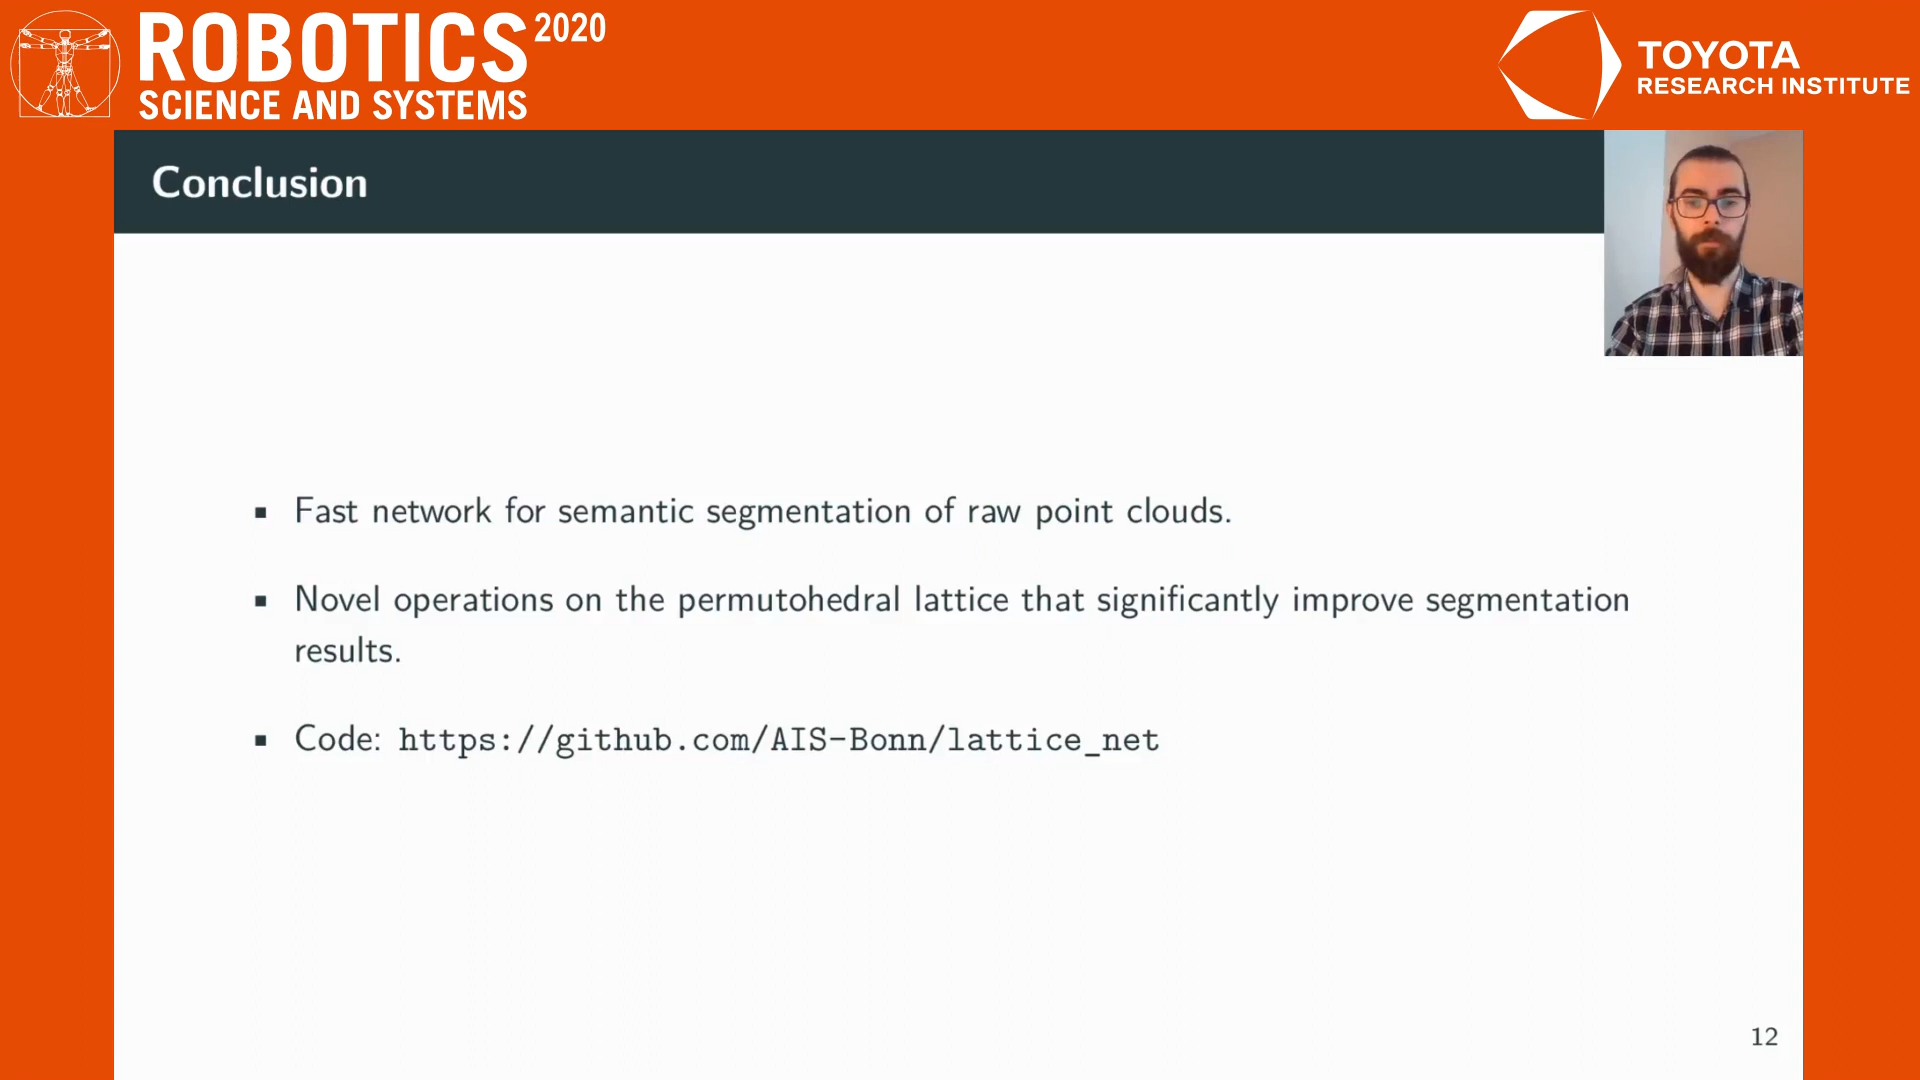 ROBOTICS 2020
SCIENCE AND SYSTEMS
TOYOTA
RESEARCH INSTITUTE
Conclusion
▪ Fast network for semantic segmentation of raw point clouds.
▪ Novel operations on the permutohedral lattice that significantly improve segmentation
results.
▪ Code: https://github.com/AIS-Bonn/lattice_net
12